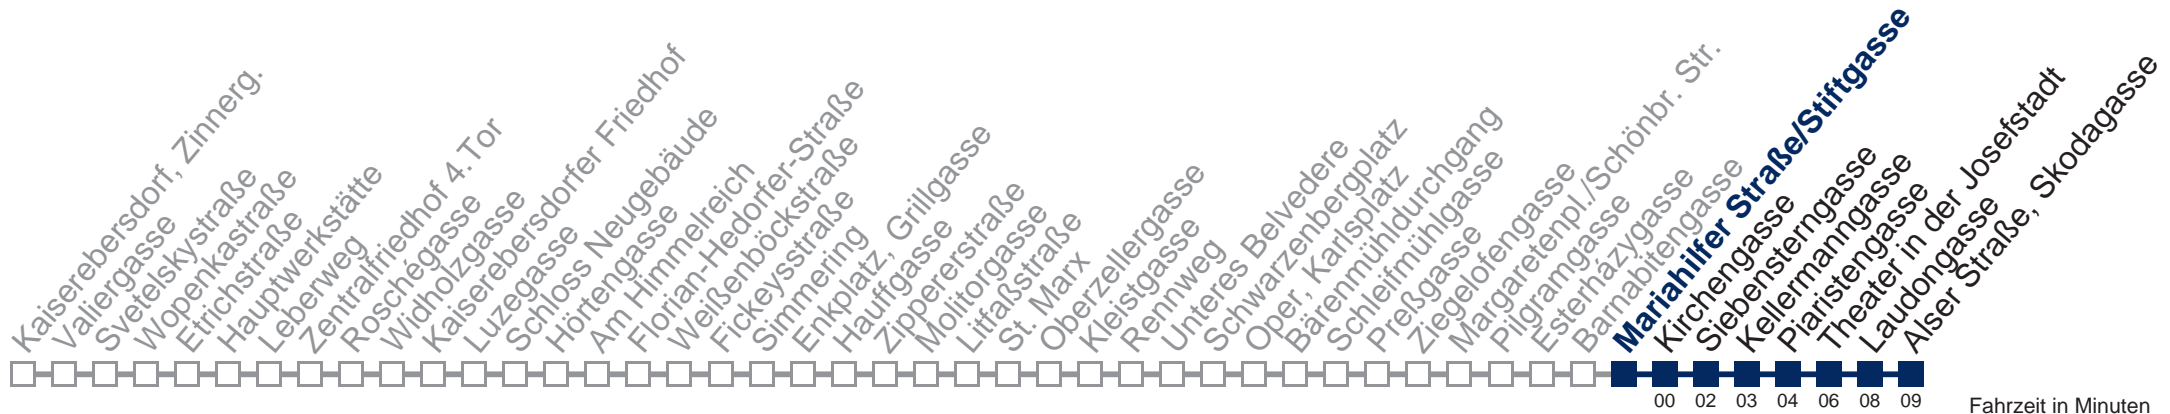 Kaiserebersdorf, Zinnerg.
Valiergasse
Svetelskystraße
Wopenkastraße
Etrichstraße
Hauptwerkstätte
Leberweg
Zentralfriedhof 4.Tor
Roschégasse
Widholzgasse
Kaiserebersdorfer Friedhof
Luzegasse
Schloss Neugebäude
Hörtengasse
Am Himmelreich
Florian-Hedorfer-Straße
Weißenböckstraße
Fickeysstraße
Simmering
Enkplatz, Grillgasse
Hauffgasse
Zippererstraße
Molitorgasse
Litfaßstraße
St. Marx
Oberzellergasse
Kleistgasse
Rennweg
Unteres Belvedere
Schwarzenbergplatz
Oper, Karlsplatz
Bärenmühldurchgang
Schleifmühlgasse
Preßgasse
Ziegelofengasse
Margaretenpl./Schönbr. Str.
Pilgramgasse
Esterházygasse
Barnabitengasse
Mariahilfer Straße/Stiftgasse
Kirchengasse
Siebensterngasse
Kellermanngasse
Piaristengasse
Theater in der Josefstadt
Laudongasse
Alser Straße, Skodagasse
00 02 03 04 06 08 09
Fahrzeit in Minuten